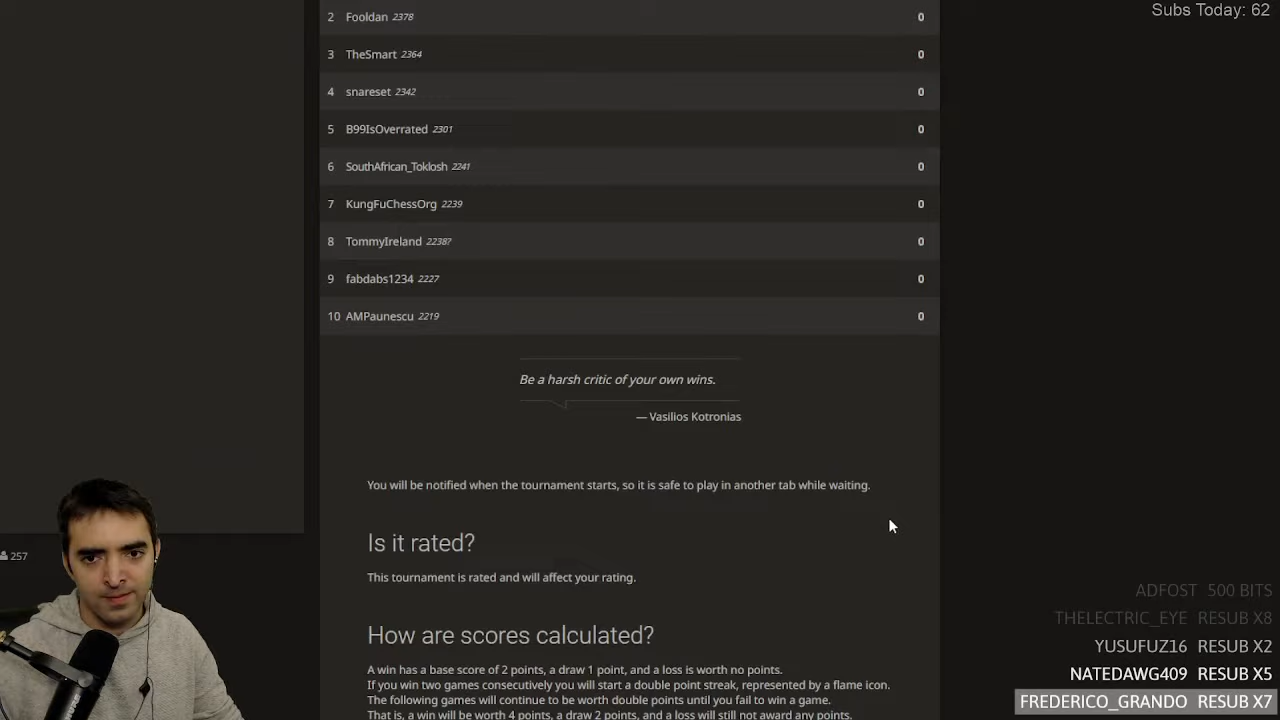 Subs Today: 62
2 Fooldan 2378 0
3 TheSmart 2364 0
4 snareset 2342 0
5 B99IsOverrated 2301 0
6 SouthAfrican_Toklosh 2241 0
7 KungFuChessOrg 2239 0
8 TommyIreland 2238? 0
9 fabdabs1234 2227 0
10 AMPaunescu 2219 0
Be a harsh critic of your own wins.
— Vasilios Kotronias
You will be notified when the tournament starts, so it is safe to play in another tab while waiting.
Is it rated?
257
This tournament is rated and will affect your rating.
How are scores calculated?
A win has a base score of 2 points, a draw 1 point, and a loss is worth no points.
If you win two games consecutively you will start a double point streak, represented by a flame icon.
The following games will continue to be worth double points until you fail to win a game.
That is, a win will be worth 4 points, a draw 2 points, and a loss will still not award any points.
ADFOST 500 BITS
THELECTRIC_EYE RESUB X8
YUSUFUZ16 RESUB X2
NATEDAWG409 RESUB X5
FREDERICO_GRANDO RESUB X7